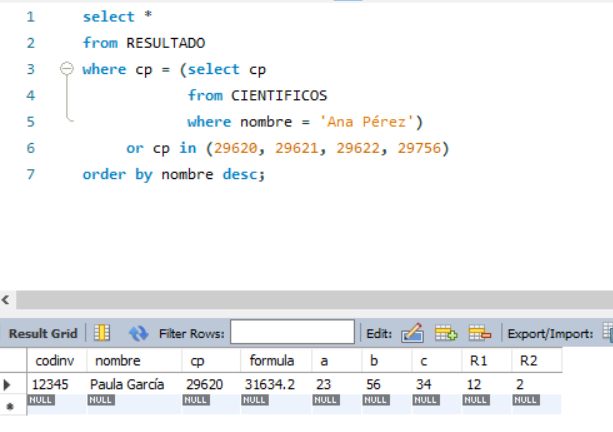 1 select *
2 from RESULTADO
3 where cp = (select cp
4 from CIENTIFICOS
5 where nombre = 'Ana Pérez')
6 or cp in (29620, 29621, 29622, 29756)
7 order by nombre desc;
Result Grid Filter Rows: Edit: Export/Import:
codinv nombre cp formula a b c R1 R2
12345 Paula García 29620 31634.2 23 56 34 12 2
NULL NULL NULL NULL NULL NULL NULL NULL NULL